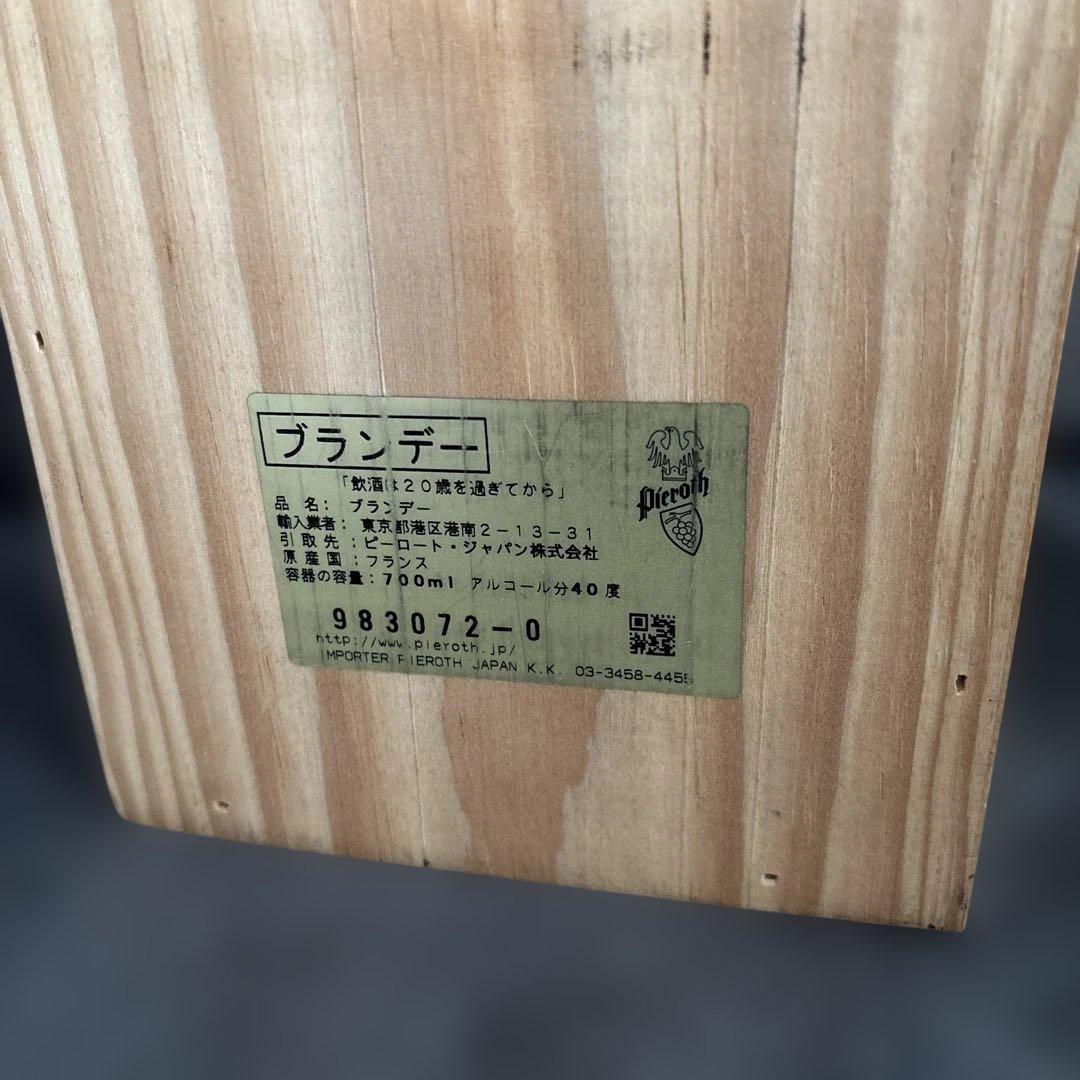 ブランデー
「飲酒は20歳を過ぎてから」
品 名： ブランデー
輸入業者： 東京都港区港南2－13－31
引 取 先 ：ピーロート・ジャパン株式会社
原 産 国 ：フランス
容器の容量：700ml アルコール分40度
983072-0
http://www.pieroth.jp/
MPORTER PIEROTH JAPAN K.K. 03-3458-4455
Pieroth